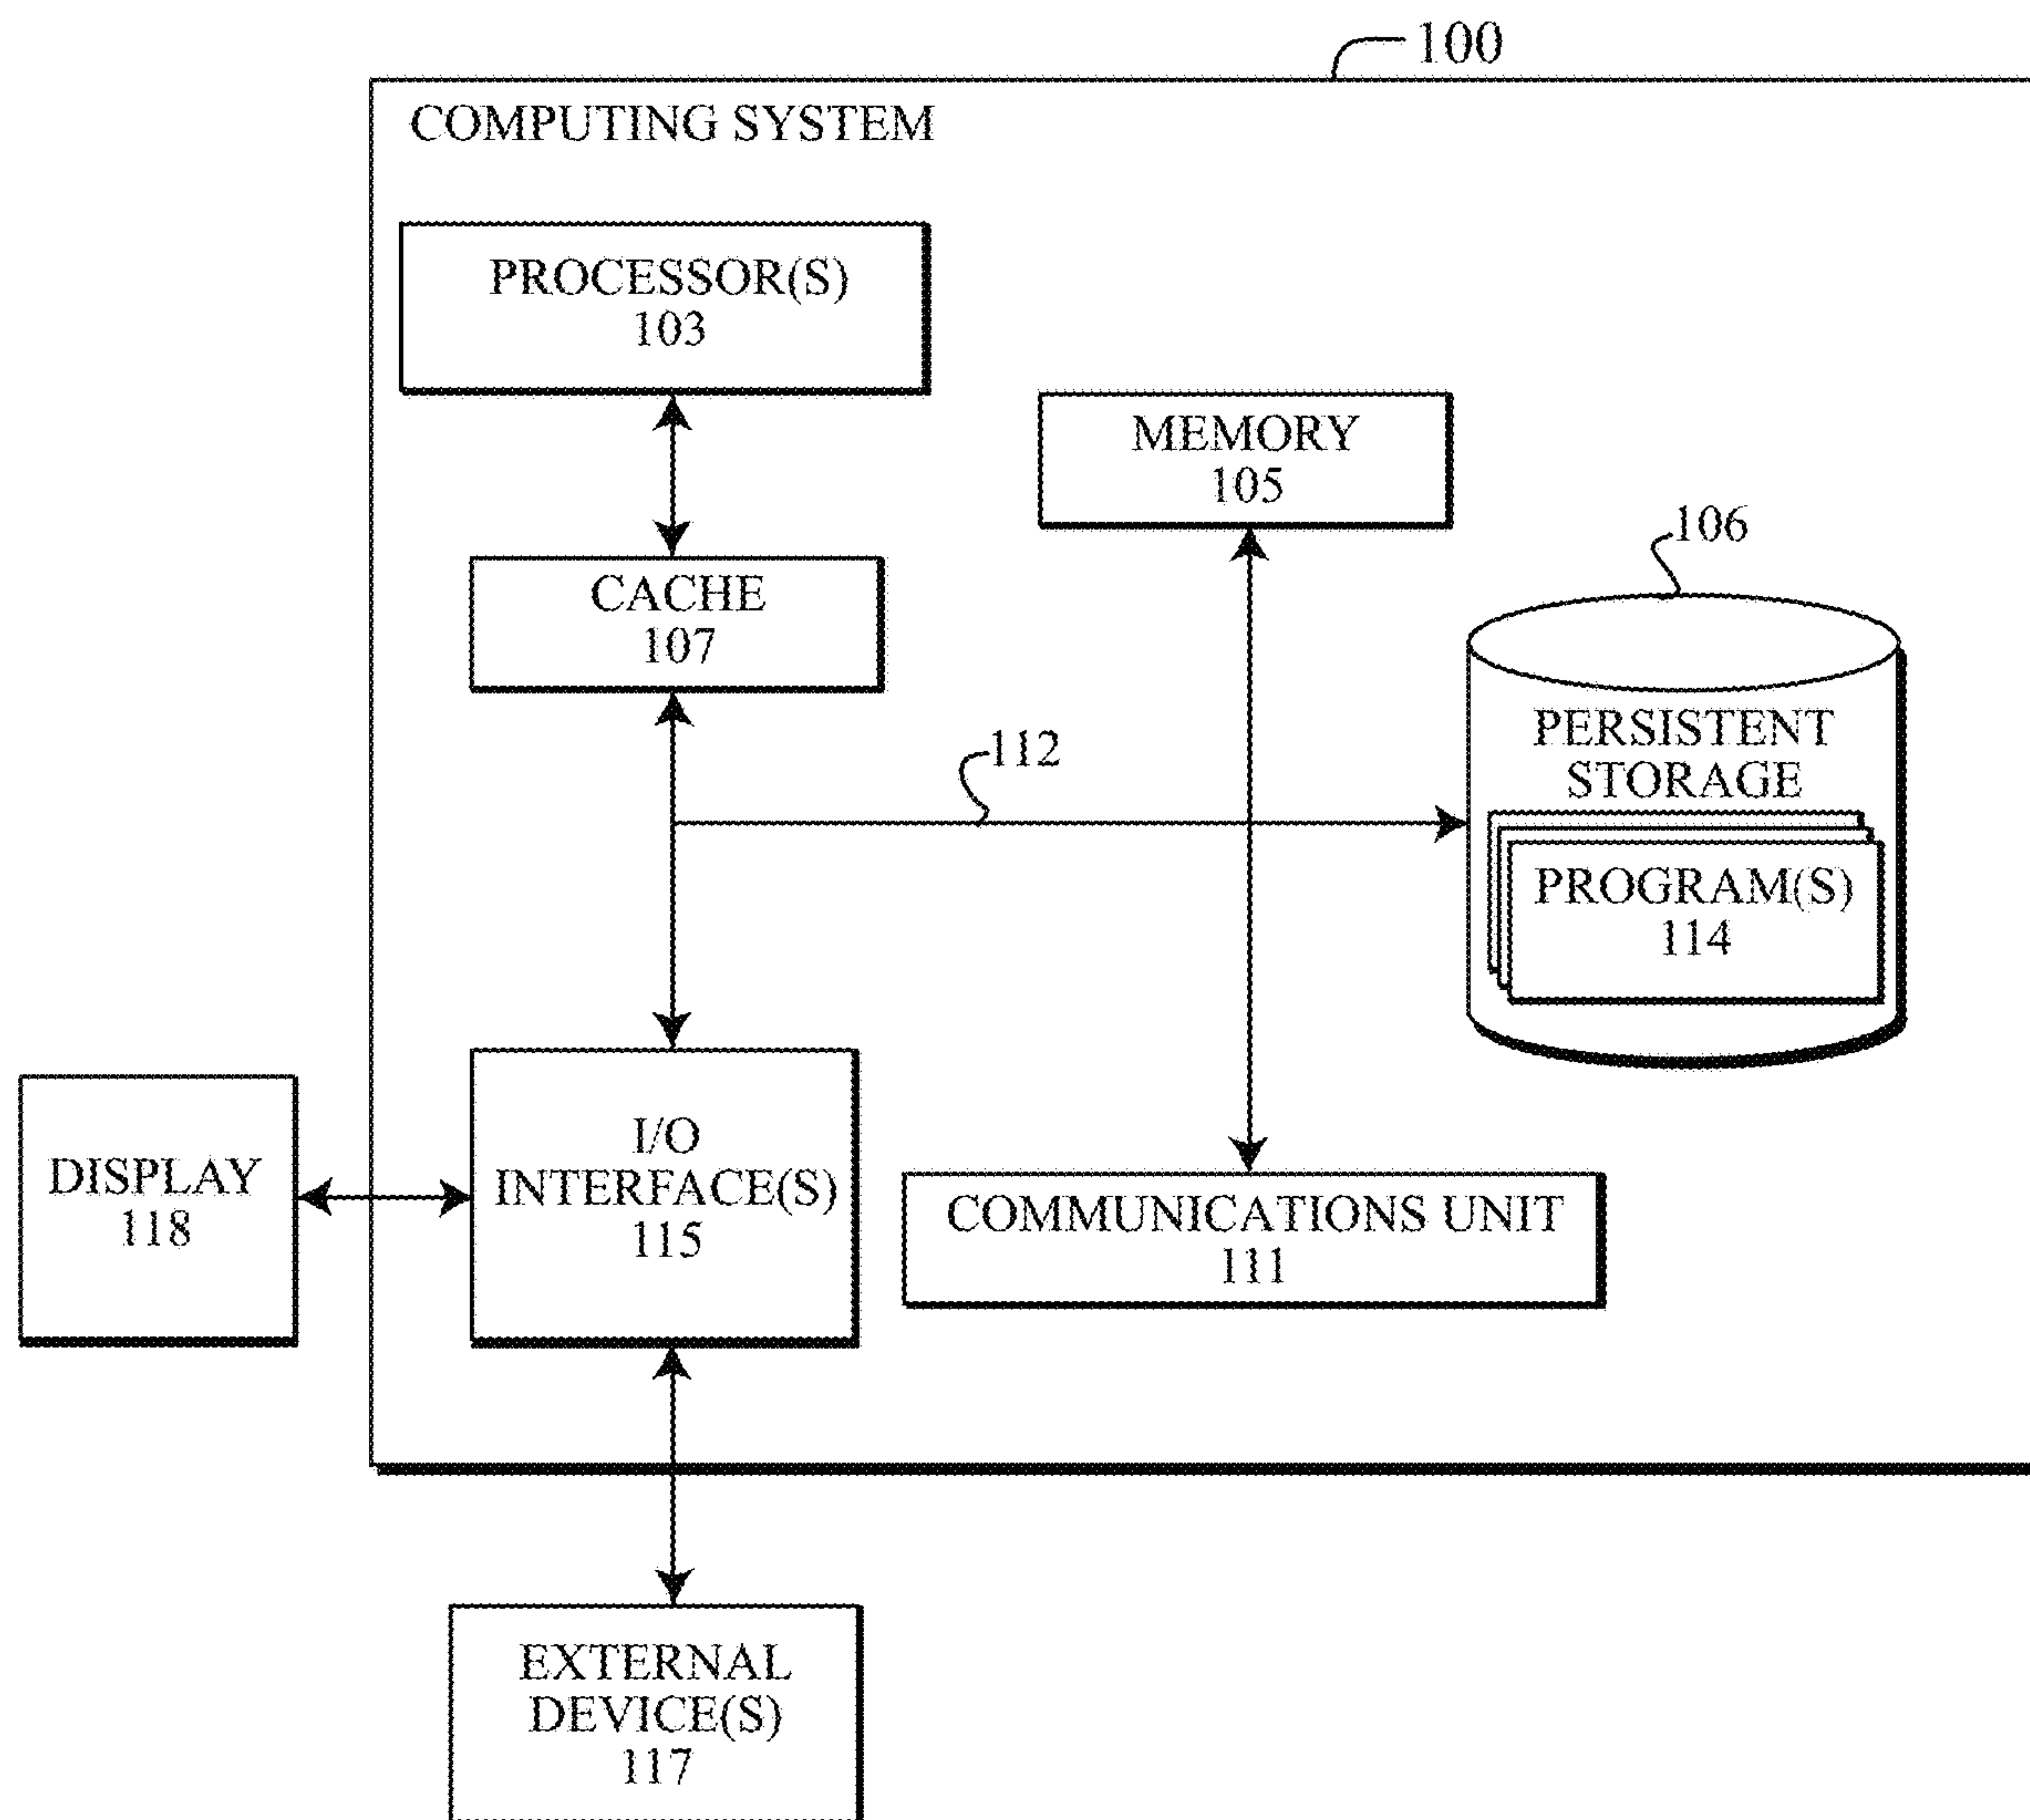 100
COMPUTING SYSTEM
PROCESSOR(S)
103
MEMORY
105
106
CACHE
107
112
PERSISTENT
STORAGE
PROGRAM(S)
114
I/O
INTERFACE(S)
115
DISPLAY
118
COMMUNICATIONS UNIT
111
EXTERNAL
DEVICE(S)
117